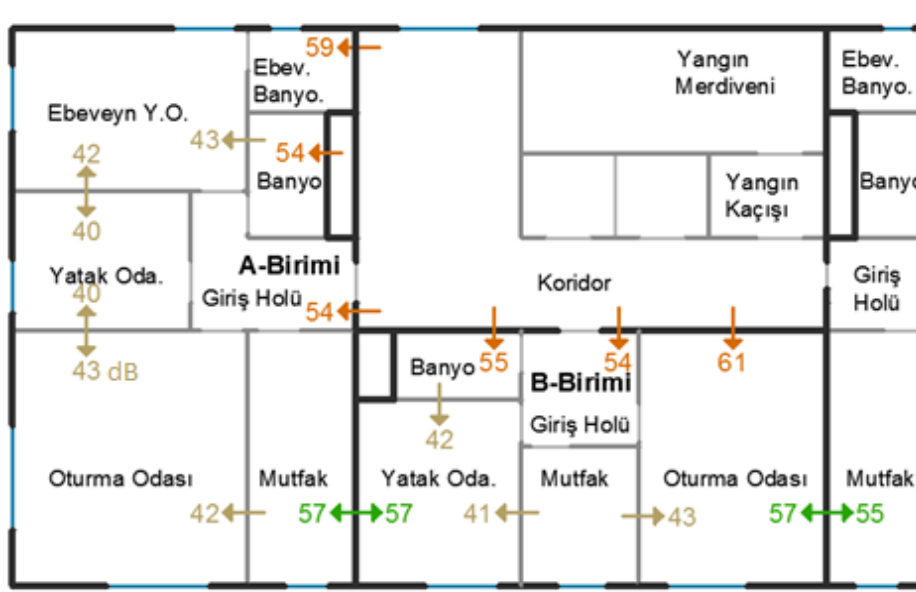 59
Ebev.
Banyo.
Yangın
Merdiveni
Ebev.
Banyo.
Ebeveyn Y.O.
43
54
42
Banyo
Yangın
Kaçışı
Banyo
40
A-Birimi
Koridor
Giriş
Holü
Yatak Oda.
40
Giriş Holü
54
55
54
61
43 dB
Banyo
B-Birimi
Giriş Holü
42
Oturma Odası
Mutfak
Yatak Oda.
Mutfak
Oturma Odası
Mutfak
42
57
57
41
43
57
55